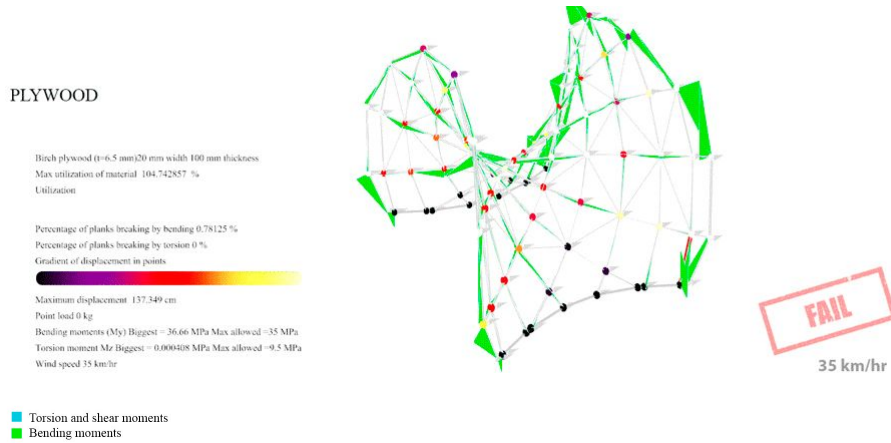 PLYWOOD
Birch plywood (t=6.5 mm)20 mm width 100 mm thickness
Max utilization of material 104.742857 %
Utilization
Percentage of planks breaking by bending 0.78125 %
Percentage of planks breaking by torsion 0 %
Gradient of displacement in points
Maximum displacement 137.349 cm
Point load 0 kg
Bending moments (My) Biggest = 36.66 MPa Max allowed =35 MPa
Torsion moment Mz Biggest = 0.000408 MPa Max allowed =9.5 MPa
Wind speed 35 km/hr
FAIL
35 km/hr
Torsion and shear moments
Bending moments